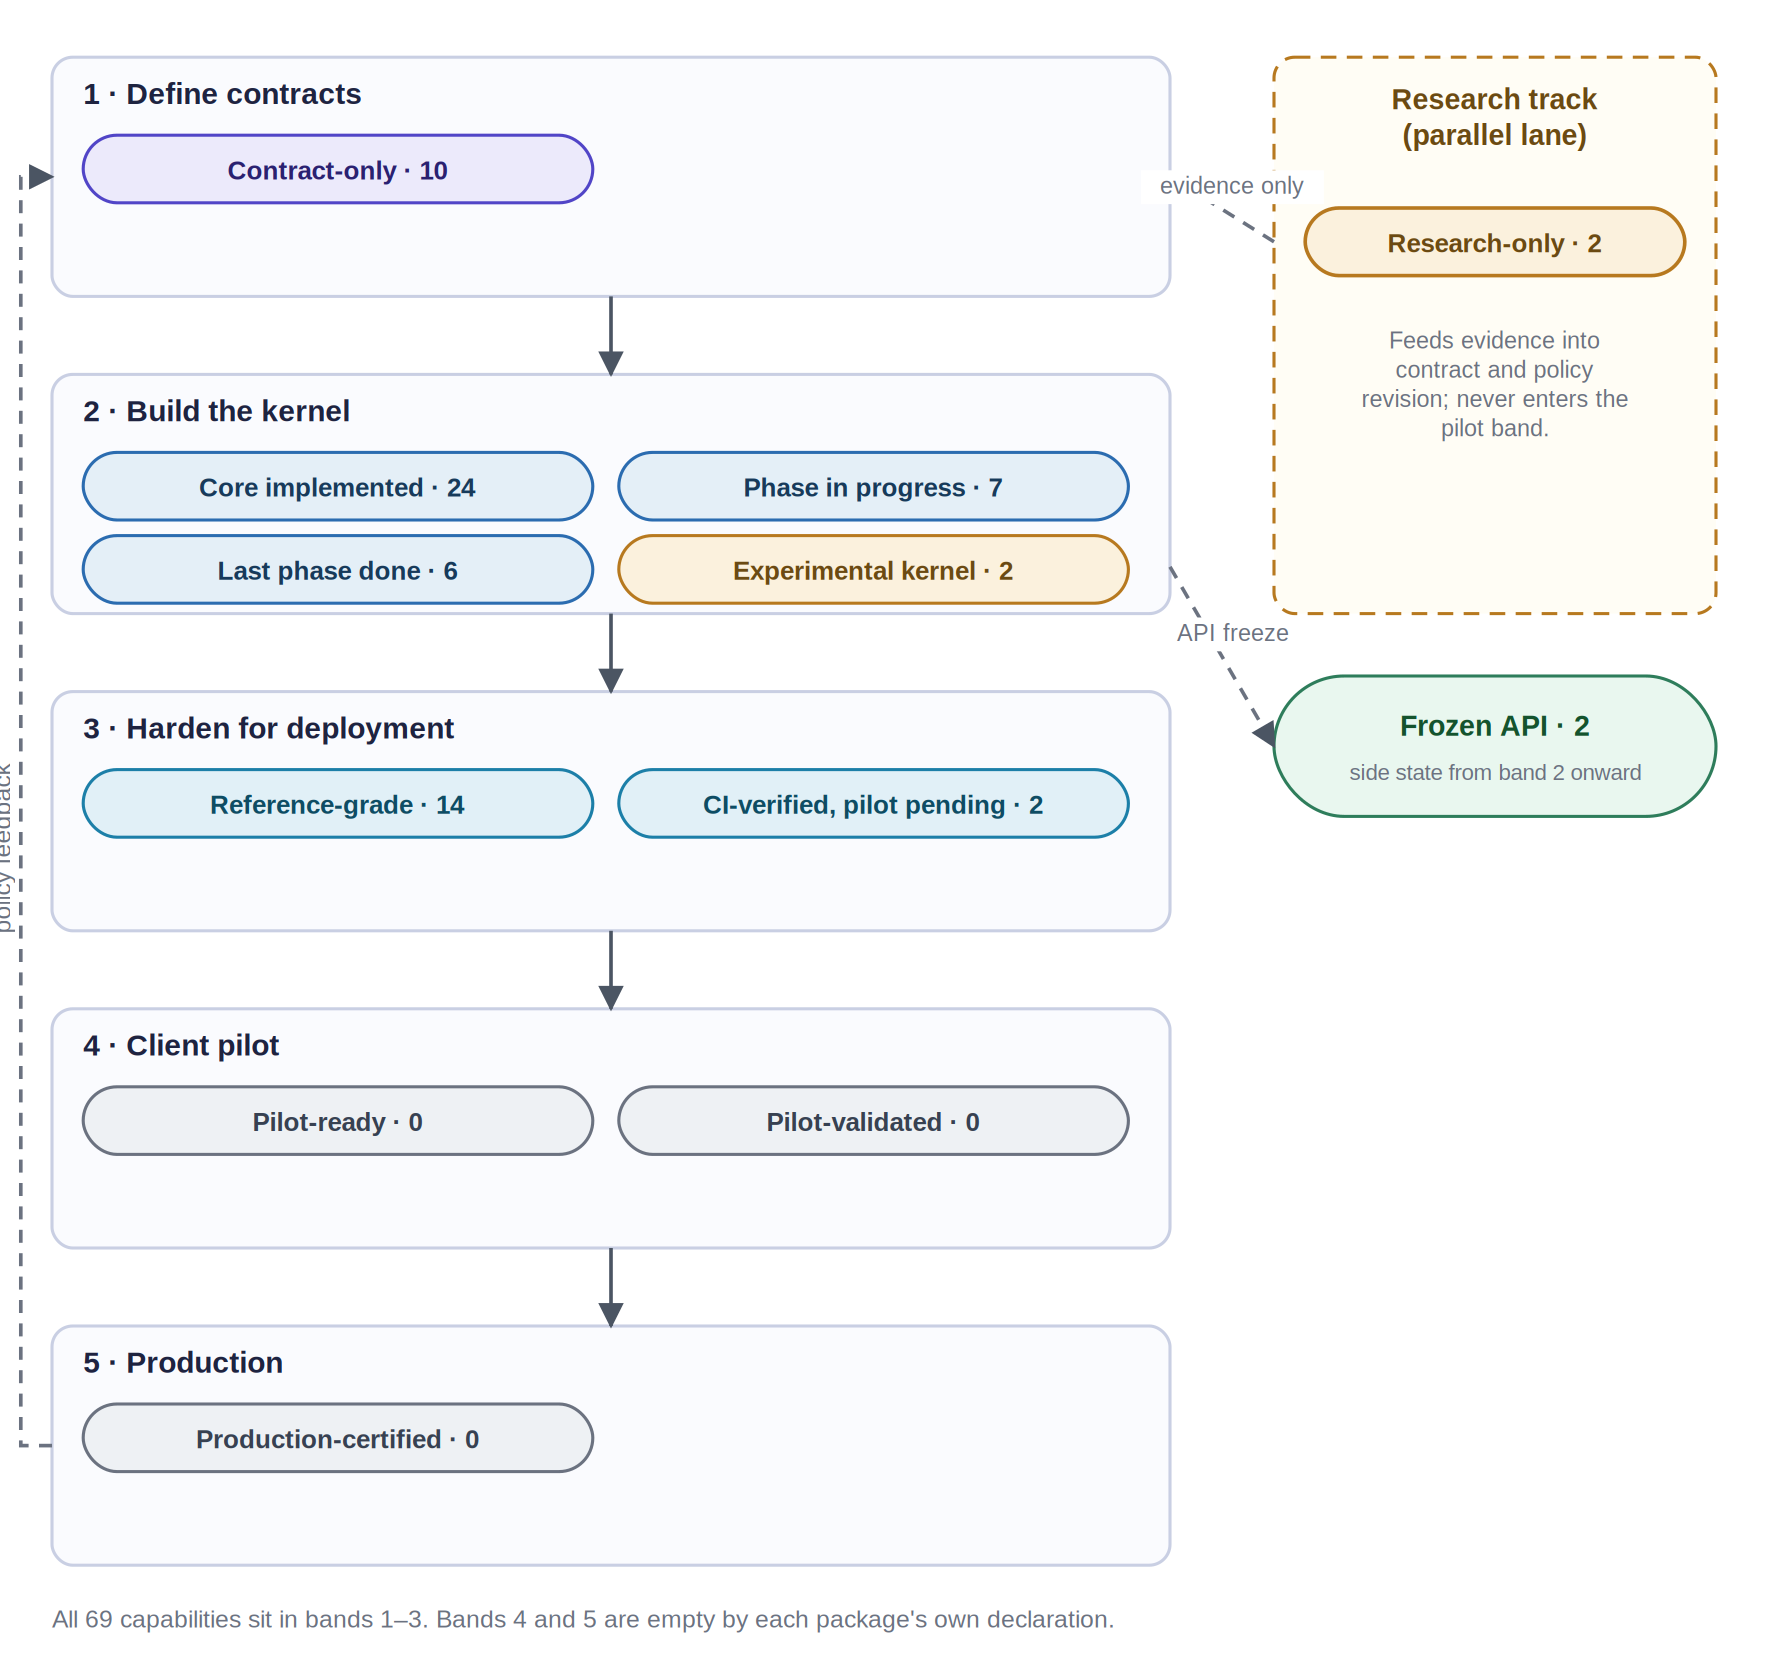 1 · Define contracts
Contract-only · 10
2 · Build the kernel
Core implemented · 24
Phase in progress · 7
Last phase done · 6
Experimental kernel · 2
3 · Harden for deployment
Reference-grade · 14
CI-verified, pilot pending · 2
4 · Client pilot
Pilot-ready · 0
Pilot-validated · 0
5 · Production
Production-certified · 0
policy feedback
evidence only
Research track
(parallel lane)
Research-only · 2
Feeds evidence into
contract and policy
revision; never enters the
pilot band.
API freeze
Frozen API · 2
side state from band 2 onward
All 69 capabilities sit in bands 1–3. Bands 4 and 5 are empty by each package's own declaration.